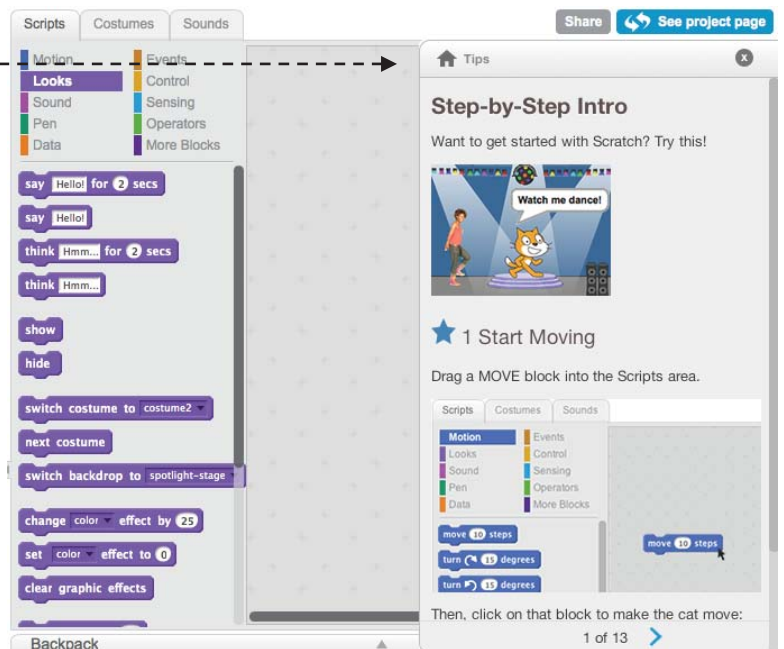 Scripts Costumes Sounds
Share See project page
Motion Events
Looks Control
Sound Sensing
Pen Operators
Data More Blocks
say Hello! for 2 secs
say Hello!
think Hmm... for 2 secs
think Hmm...
show
hide
switch costume to costume2
next costume
switch backdrop to spotlight-stage
change color effect by 25
set color effect to 0
clear graphic effects
Backpack
Tips
Step-by-Step Intro
Want to get started with Scratch? Try this!
Watch me dance!
1 Start Moving
Drag a MOVE block into the Scripts area.
Scripts Costumes Sounds
Motion Events
Looks Control
Sound Sensing
Pen Operators
Data More Blocks
move 10 steps
turn 15 degrees
turn 15 degrees
move 10 steps
Then, click on that block to make the cat move:
1 of 13